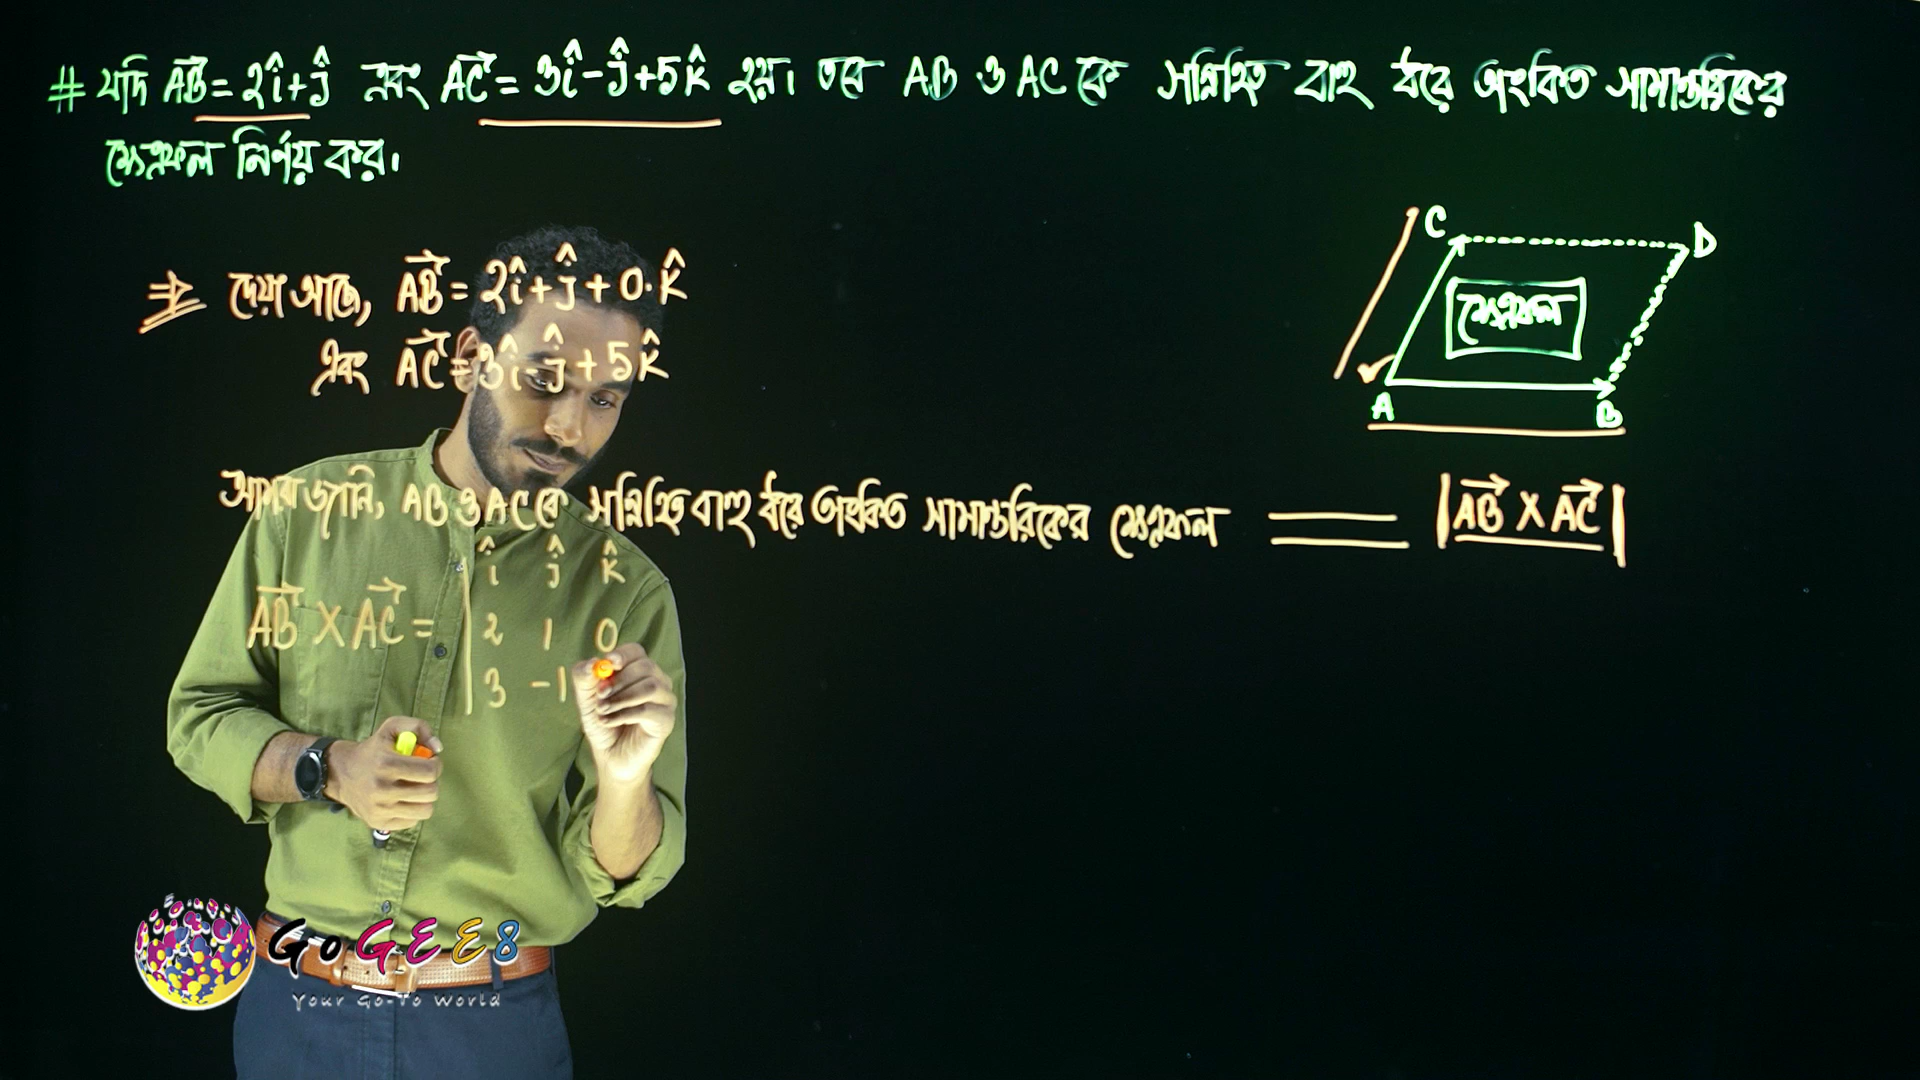 # যদি AB = 2î+ĵ এবং AC = 3î-ĵ+5k̂ হয়। তবে AB ও AC কে সন্নিহিত বাহু ধরে অংকিত সামান্তরিকের
ক্ষেত্রফল নির্ণয় কর।
C
D
ক্ষেত্রফল
A
B
⇒ দেয়া আছে, AB = 2î+ĵ+0.k̂
এবং AC = 3î-ĵ+5k̂
আমরা জানি, AB ও AC কে সন্নিহিত বাহু ধরে অংকিত সামান্তরিকের ক্ষেত্রফল = |AB X AC|
î ĵ k̂
AB X AC = 2 1 0
3 -1
GOGEE8
Your Go-To World